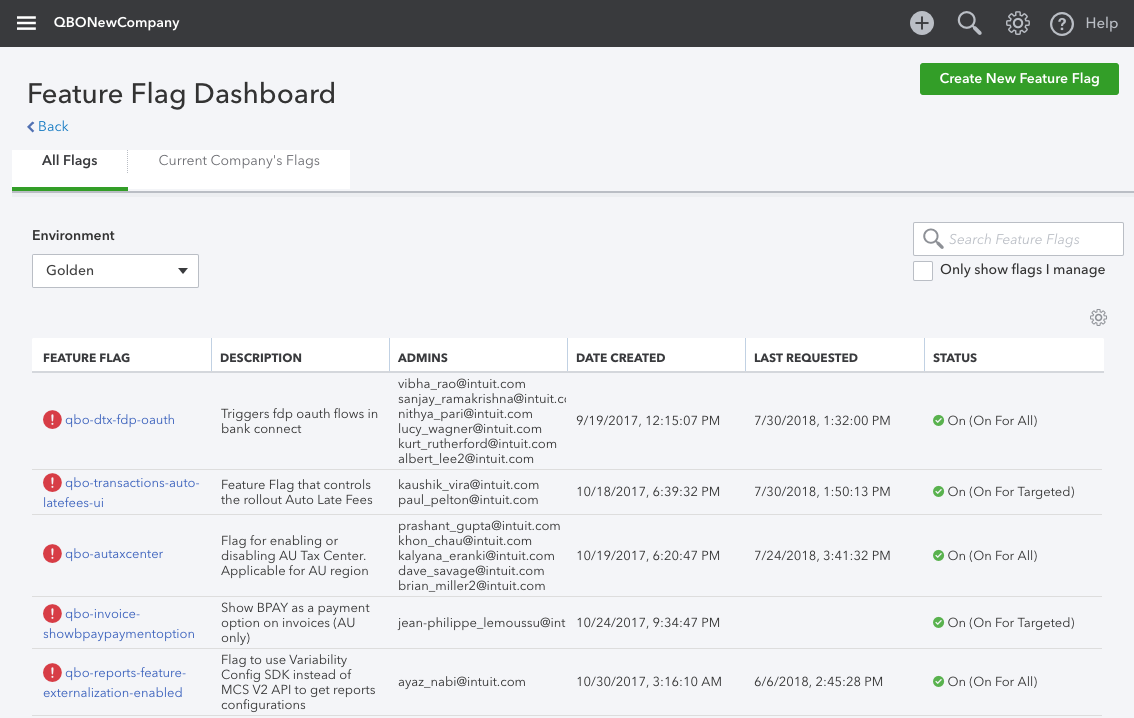 QBONewCompany
Help
Feature Flag Dashboard
Create New Feature Flag
Back
All Flags
Current Company's Flags
Environment
Golden
Search Feature Flags
Only show flags I manage
FEATURE FLAG
DESCRIPTION
ADMINS
DATE CREATED
LAST REQUESTED
STATUS
qbo-dtx-fdp-oauth
Triggers fdp oauth flows in
bank connect
vibha_rao@intuit.com
sanjay_ramakrishna@intuit.co
nithya_pari@intuit.com
lucy_wagner@intuit.com
kurt_rutherford@intuit.com
albert_lee2@intuit.com
9/19/2017, 12:15:07 PM
7/30/2018, 1:32:00 PM
On (On For All)
qbo-transactions-auto-
latefees-ui
Feature Flag that controls
the rollout Auto Late Fees
kaushik_vira@intuit.com
paul_pelton@intuit.com
10/18/2017, 6:39:32 PM
7/30/2018, 1:50:13 PM
On (On For Targeted)
qbo-autaxcenter
Flag for enabling or
disabling AU Tax Center.
Applicable for AU region
prashant_gupta@intuit.com
khon_chau@intuit.com
kalyana_eranki@intuit.com
dave_savage@intuit.com
brian_miller2@intuit.com
10/19/2017, 6:20:47 PM
7/24/2018, 3:41:32 PM
On (On For All)
qbo-invoice-
showbpaypaymentoption
Show BPAY as a payment
option on invoices (AU
only)
jean-philippe_lemoussu@int
10/24/2017, 9:34:47 PM
On (On For Targeted)
qbo-reports-feature-
externalization-enabled
Flag to use Variability
Config SDK instead of
MCS V2 API to get reports
configurations
ayaz_nabi@intuit.com
10/30/2017, 3:16:10 AM
6/6/2018, 2:45:28 PM
On (On For All)